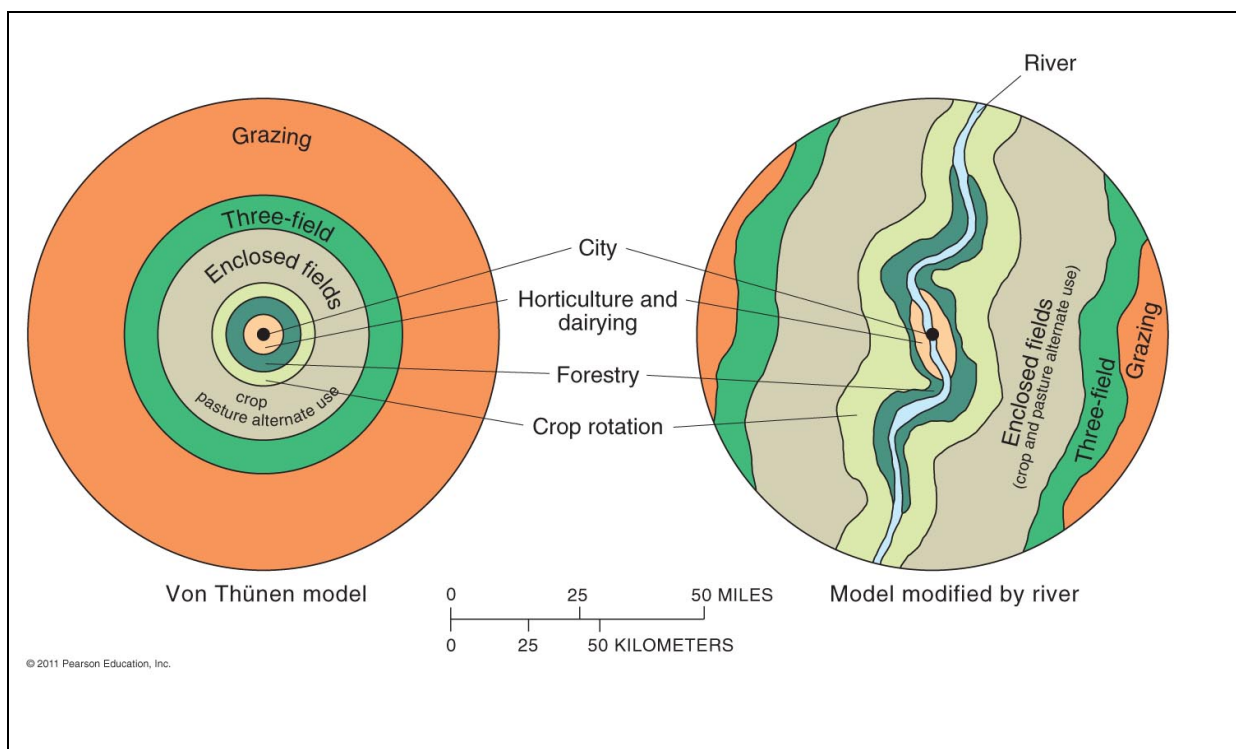 River
Grazing
Three-field
Enclosed fields
crop
pasture alternate use
City
Horticulture and
dairying
Forestry
Crop rotation
Enclosed fields
(crop and pasture alternate use)
Three-field
Grazing
Von Thünen model
0 25 50 MILES
0 25 50 KILOMETERS
Model modified by river
© 2011 Pearson Education, Inc.